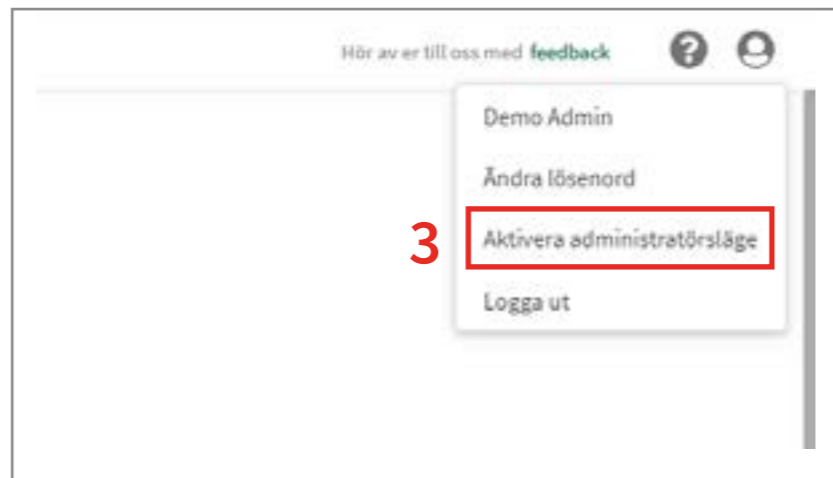 Hör av er till oss med feedback
Demo Admin
Ändra lösenord
3 Aktivera administratörsläge
Logga ut